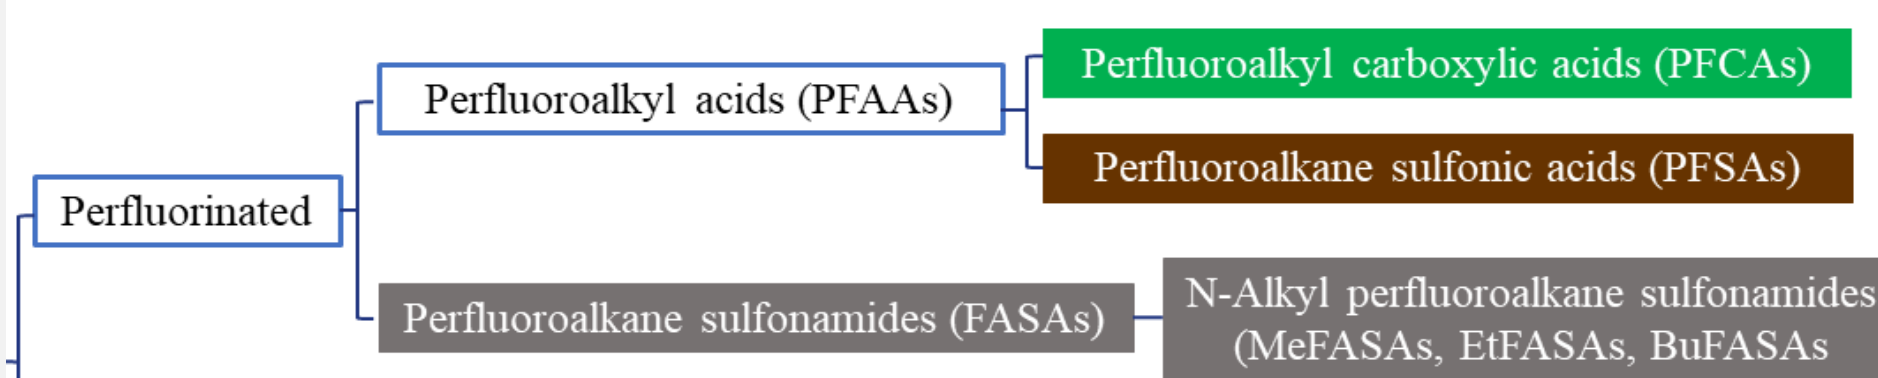 Perfluorinated
Perfluoroalkyl acids (PFAAs)
Perfluoroalkyl carboxylic acids (PFCAs)
Perfluoroalkane sulfonic acids (PFSAs)
Perfluoroalkane sulfonamides (FASAs)
N-Alkyl perfluoroalkane sulfonamides
(MeFASAs, EtFASAs, BuFASAs